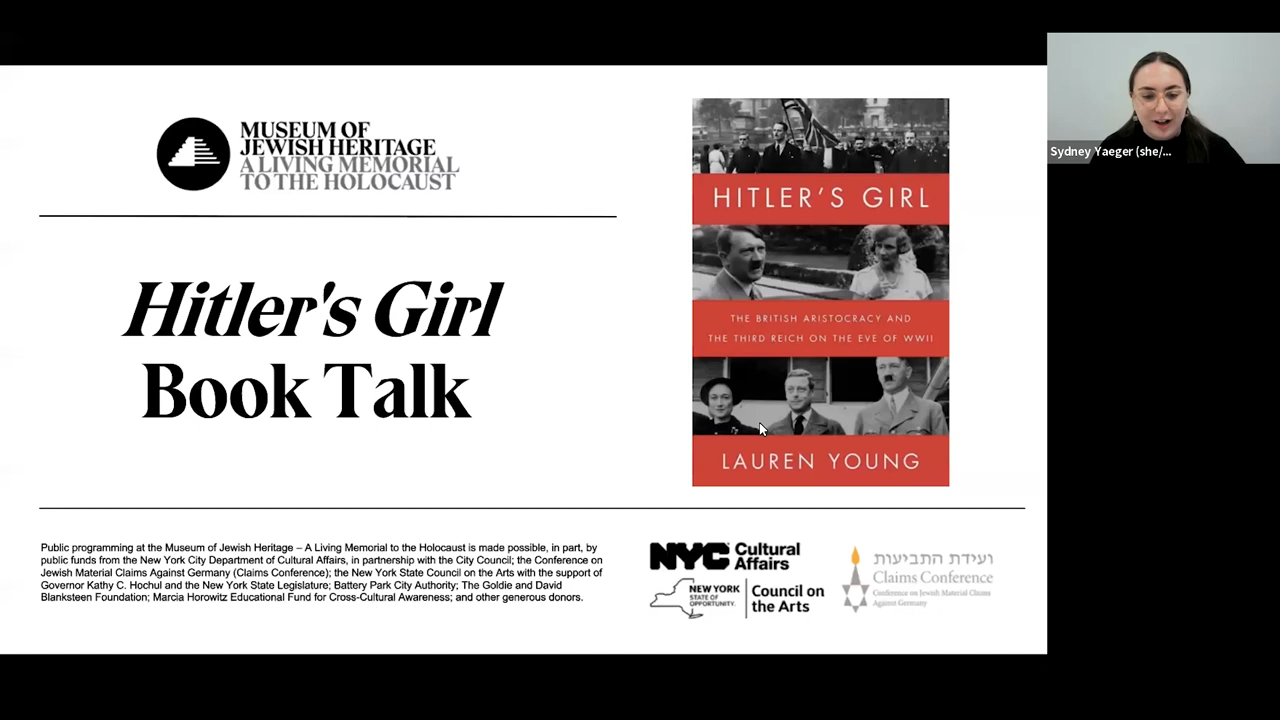 MUSEUM OF
JEWISH HERITAGE
A LIVING MEMORIAL
TO THE HOLOCAUST
Hitler's Girl
Book Talk
HITLER'S GIRL
THE BRITISH ARISTOCRACY AND
THE THIRD REICH ON THE EVE OF WWII
LAUREN YOUNG
Sydney Yaeger (she/...
Public programming at the Museum of Jewish Heritage – A Living Memorial to the Holocaust is made possible, in part, by
public funds from the New York City Department of Cultural Affairs, in partnership with the City Council; the Conference on
Jewish Material Claims Against Germany (Claims Conference); the New York State Council on the Arts with the support of
Governor Kathy C. Hochul and the New York State Legislature; Battery Park City Authority; The Goldie and David
Blanksteen Foundation; Marcia Horowitz Educational Fund for Cross-Cultural Awareness; and other generous donors.
NYC Cultural
Affairs
NEW YORK
STATE OF
OPPORTUNITY.
Council on
the Arts
ועידת התביעות
Claims Conference
Conference on Jewish Material Claims
Against Germany